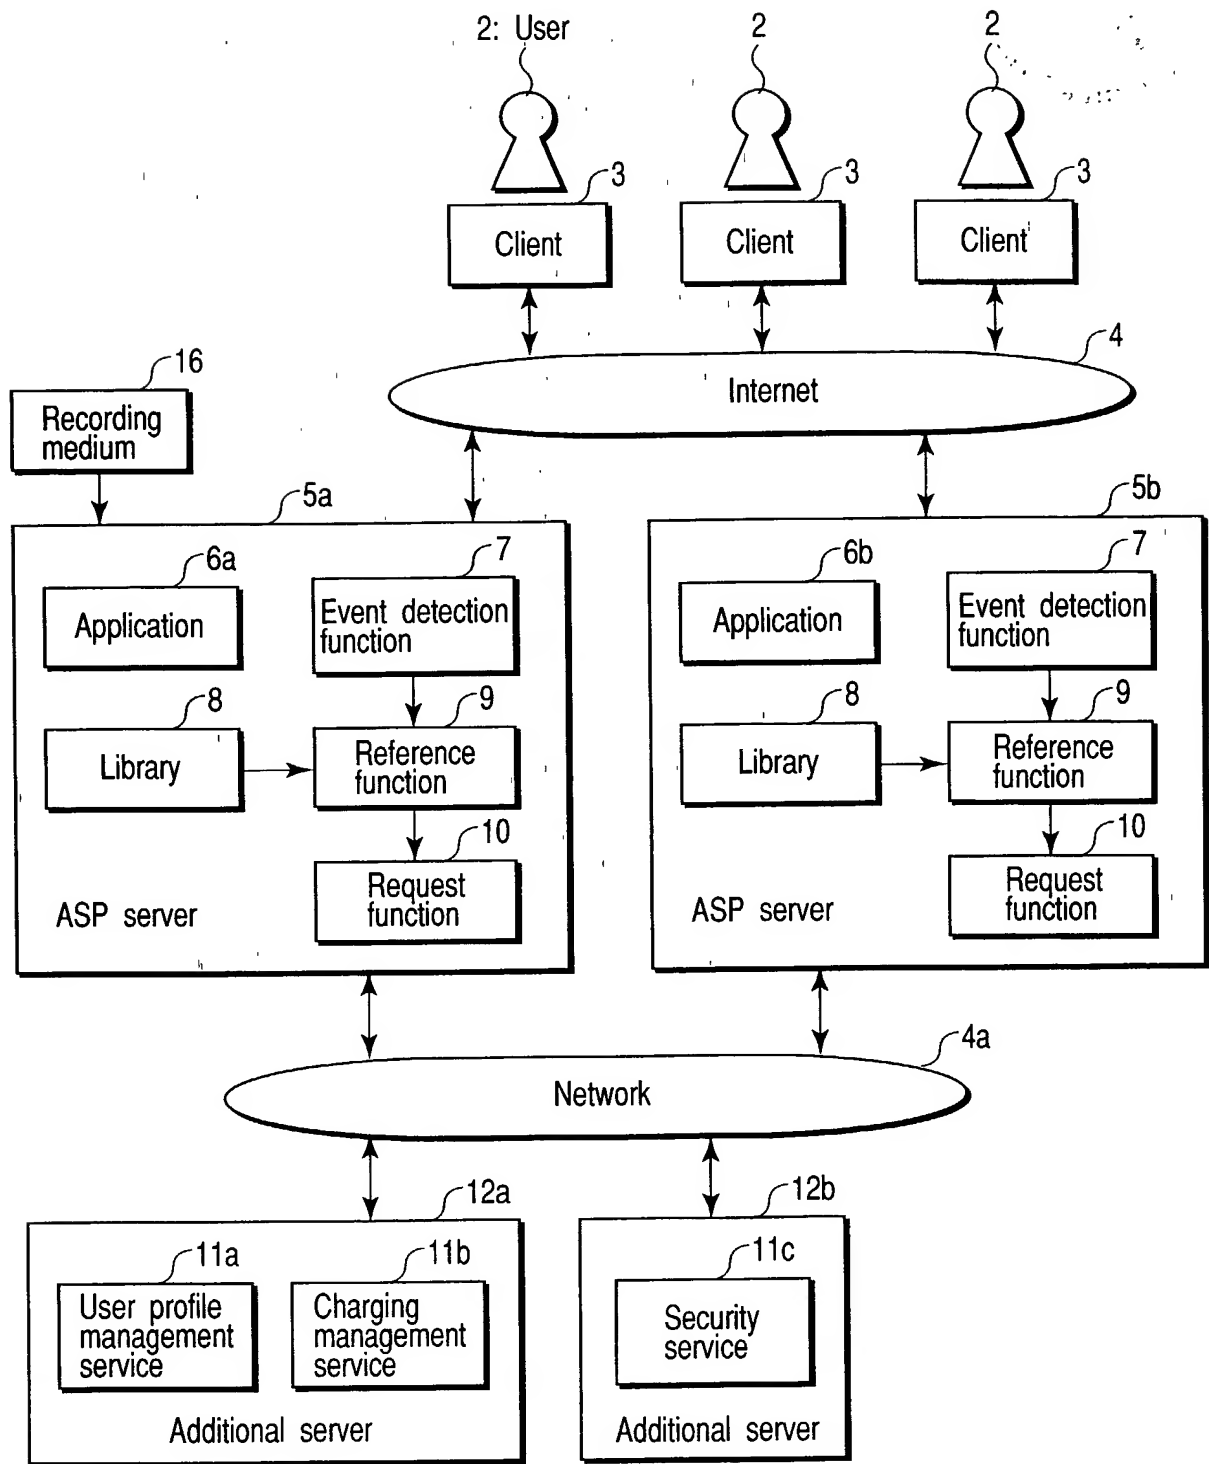 2: User
2
2
3
3
3
Client
Client
Client
4
Internet
16
Recording
medium
5a
6a
Application
7
Event detection
function
8
Library
9
Reference
function
10
Request
function
ASP server
5b
6b
Application
7
Event detection
function
8
Library
9
Reference
function
10
Request
function
ASP server
4a
Network
12a
11a
User profile
management
service
11b
Charging
management
service
Additional server
12b
11c
Security
service
Additional server